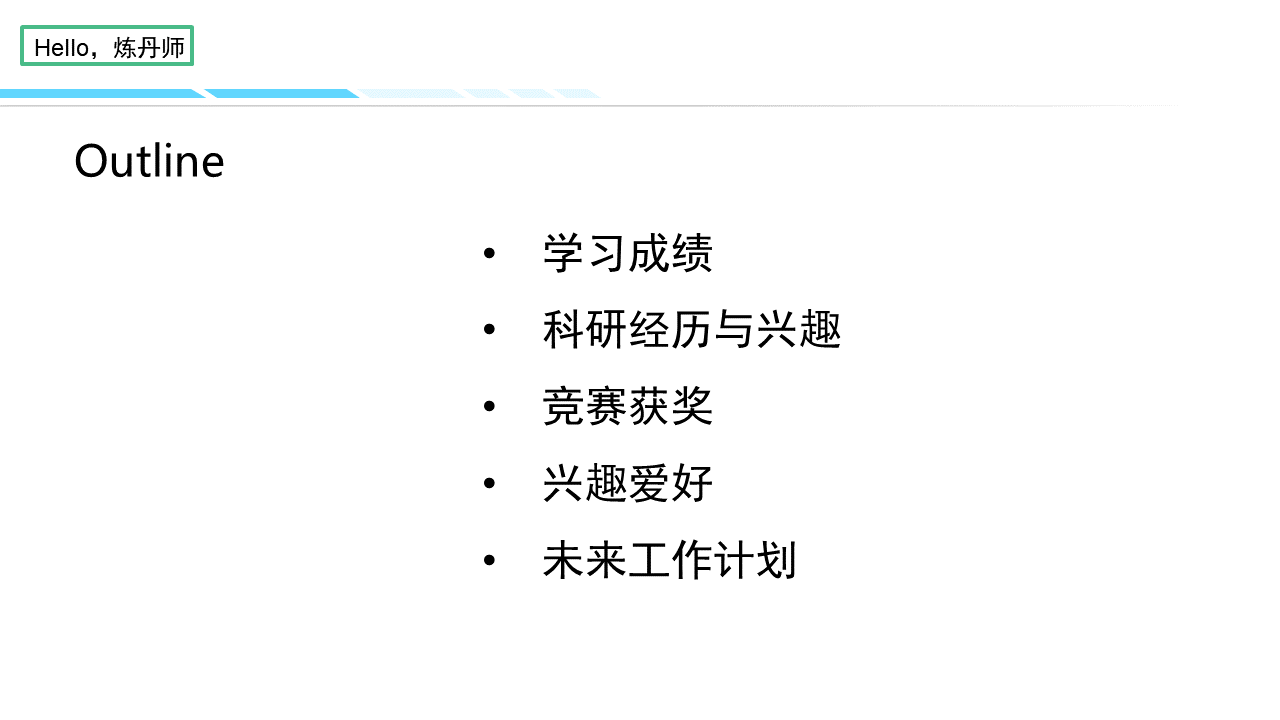 Hello，炼丹师
Outline
• 学习成绩
• 科研经历与兴趣
• 竞赛获奖
• 兴趣爱好
• 未来工作计划